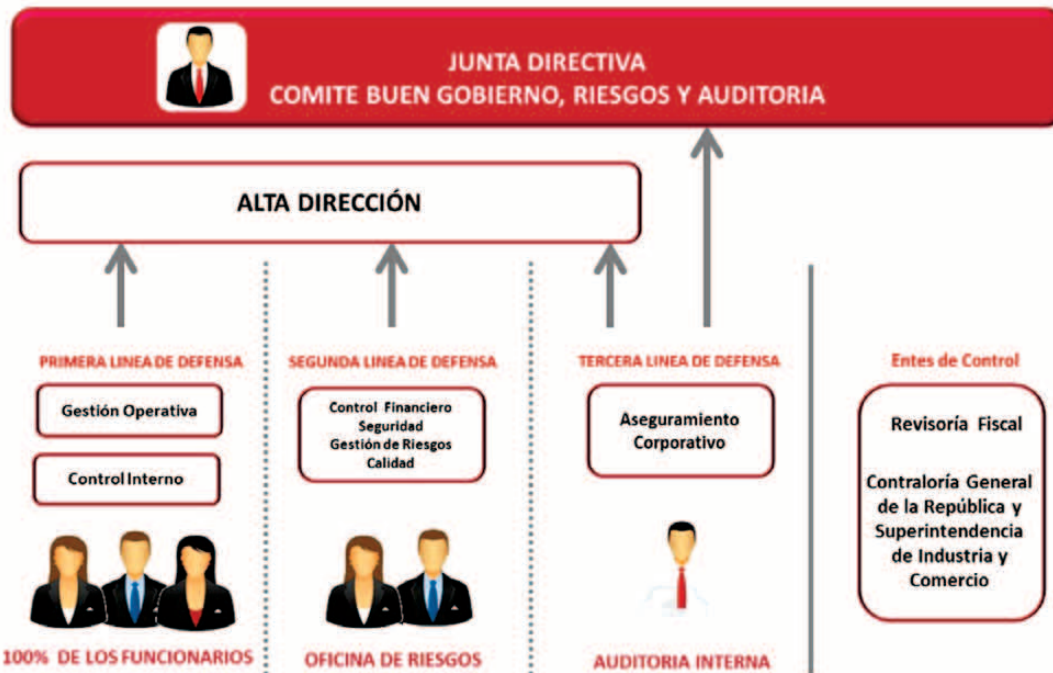 JUNTA DIRECTIVA
COMITE BUEN GOBIERNO, RIESGOS Y AUDITORIA
ALTA DIRECCIÓN
PRIMERA LINEA DE DEFENSA
Gestión Operativa
Control Interno
100% DE LOS FUNCIONARIOS
SEGUNDA LINEA DE DEFENSA
Control Financiero
Seguridad
Gestión de Riesgos
Calidad
OFICINA DE RIESGOS
TERCERA LINEA DE DEFENSA
Aseguramiento
Corporativo
AUDITORIA INTERNA
Entes de Control
Revisoría Fiscal
Contraloría General
de la República y
Superintendencia
de Industria y
Comercio